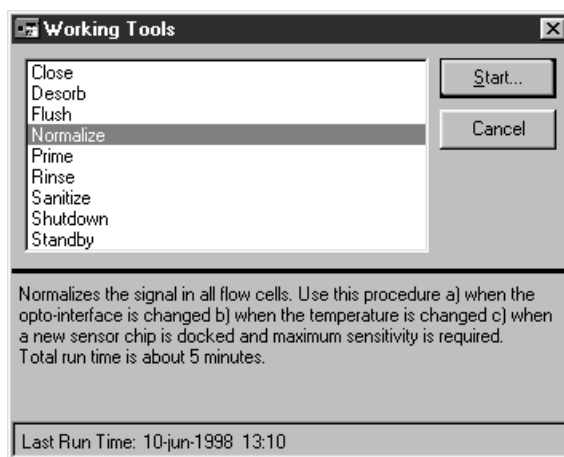 Working Tools
Close
Desorb
Flush
Normalize
Prime
Rinse
Sanitize
Shutdown
Standby
Start...
Cancel
Normalizes the signal in all flow cells. Use this procedure a) when the
opto-interface is changed b) when the temperature is changed c) when
a new sensor chip is docked and maximum sensitivity is required.
Total run time is about 5 minutes.
Last Run Time: 10-jun-1998 13:10